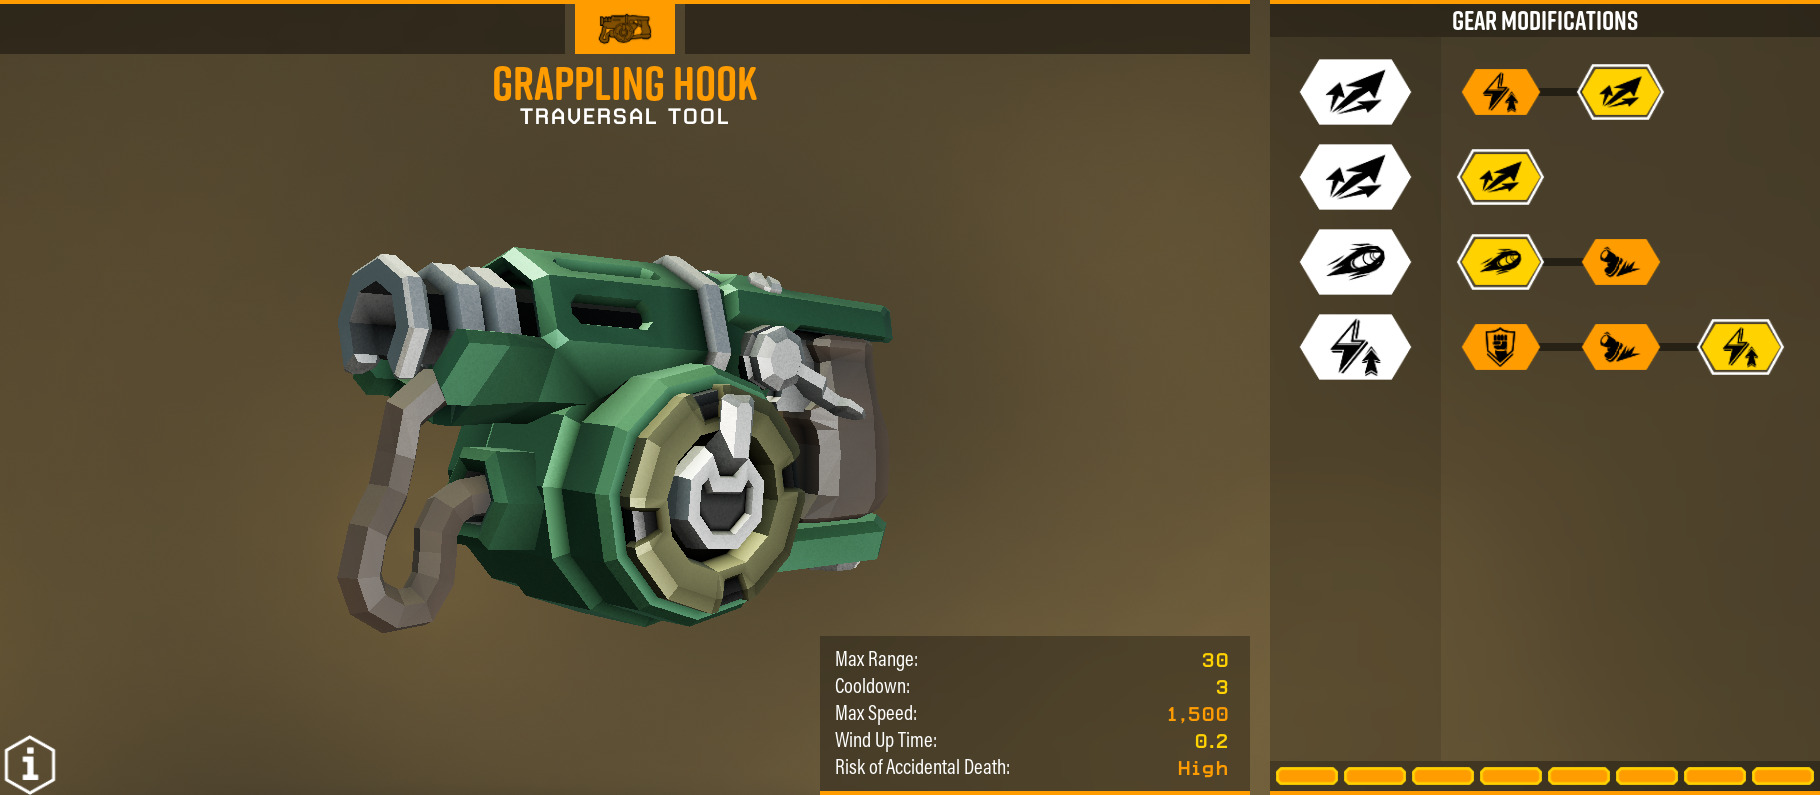 GEAR MODIFICATIONS
GRAPPLING HOOK
TRAVERSAL TOOL
Max Range: 30
Cooldown: 3
Max Speed: 1,500
Wind Up Time: 0.2
Risk of Accidental Death: High